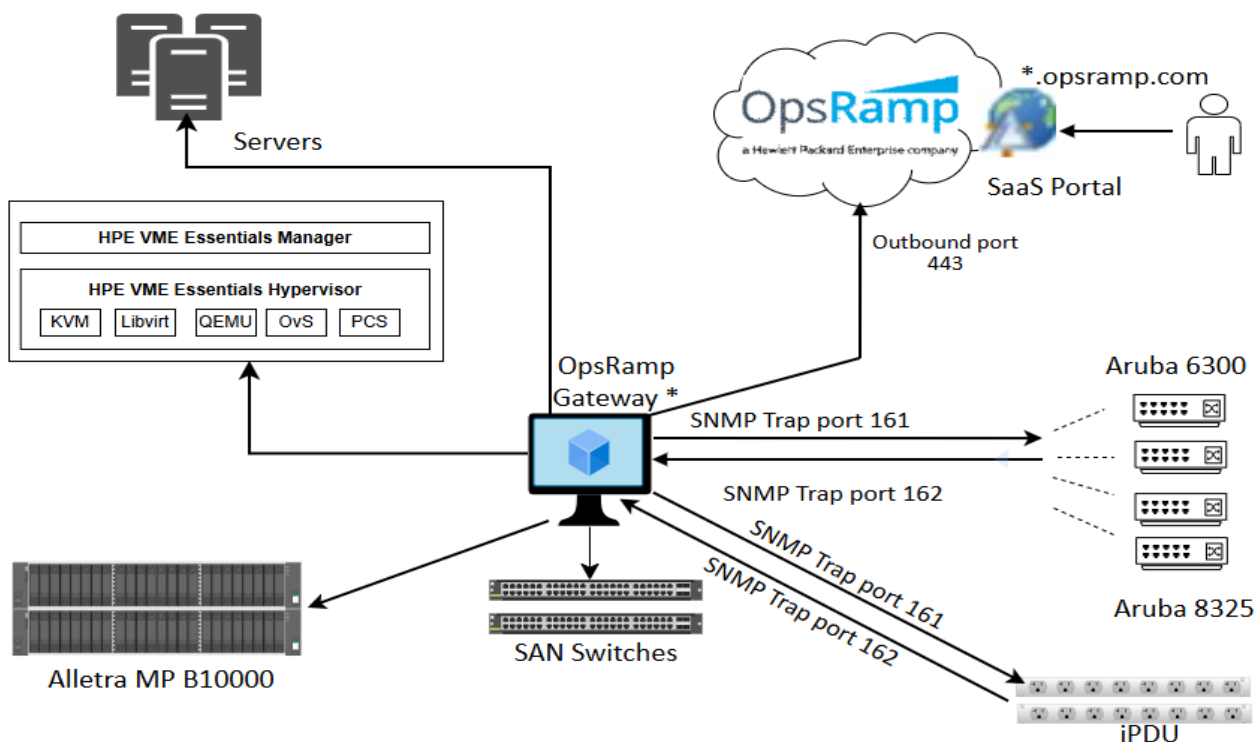 Servers
*.opsramp.com
OpsRamp
a Hewlett Packard Enterprise company
SaaS Portal
Outbound port
443
HPE VME Essentials Manager
HPE VME Essentials Hypervisor
KVM
Libvirt
QEMU
OvS
PCS
OpsRamp
Gateway *
SNMP Trap port 161
SNMP Trap port 162
Aruba 6300
Aruba 8325
SNMP Trap port 161
SNMP Trap port 162
SAN Switches
Alletra MP B10000
iPDU